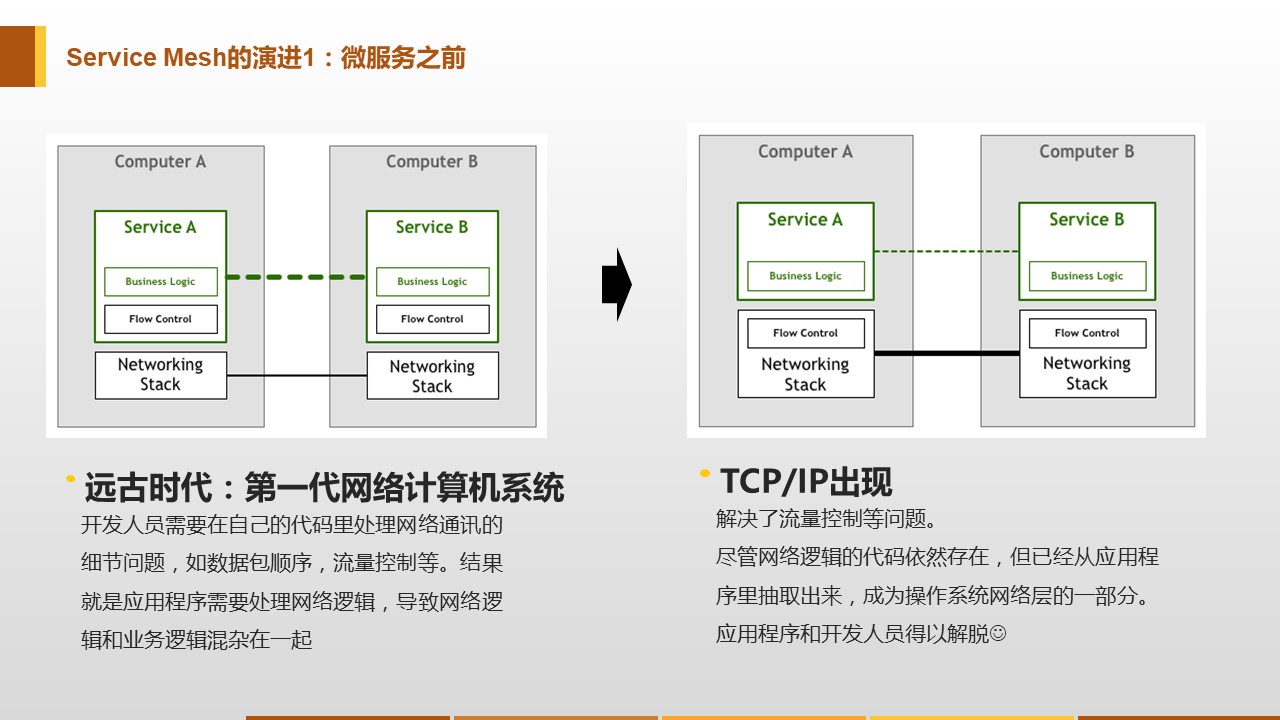 Service Mesh的演进1：微服务之前
Computer A
Computer B
Service A
Service B
Business Logic
Business Logic
Flow Control
Flow Control
Networking
Stack
Networking
Stack
Computer A
Computer B
Service A
Service B
Business Logic
Business Logic
Flow Control
Flow Control
Networking
Stack
Networking
Stack
远古时代：第一代网络计算机系统
开发人员需要在自己的代码里处理网络通讯的
细节问题，如数据包顺序，流量控制等。结果
就是应用程序需要处理网络逻辑，导致网络逻
辑和业务逻辑混杂在一起
TCP/IP出现
解决了流量控制等问题。
尽管网络逻辑的代码依然存在，但已经从应用程
序里抽取出来，成为操作系统网络层的一部分。
应用程序和开发人员得以解脱☺